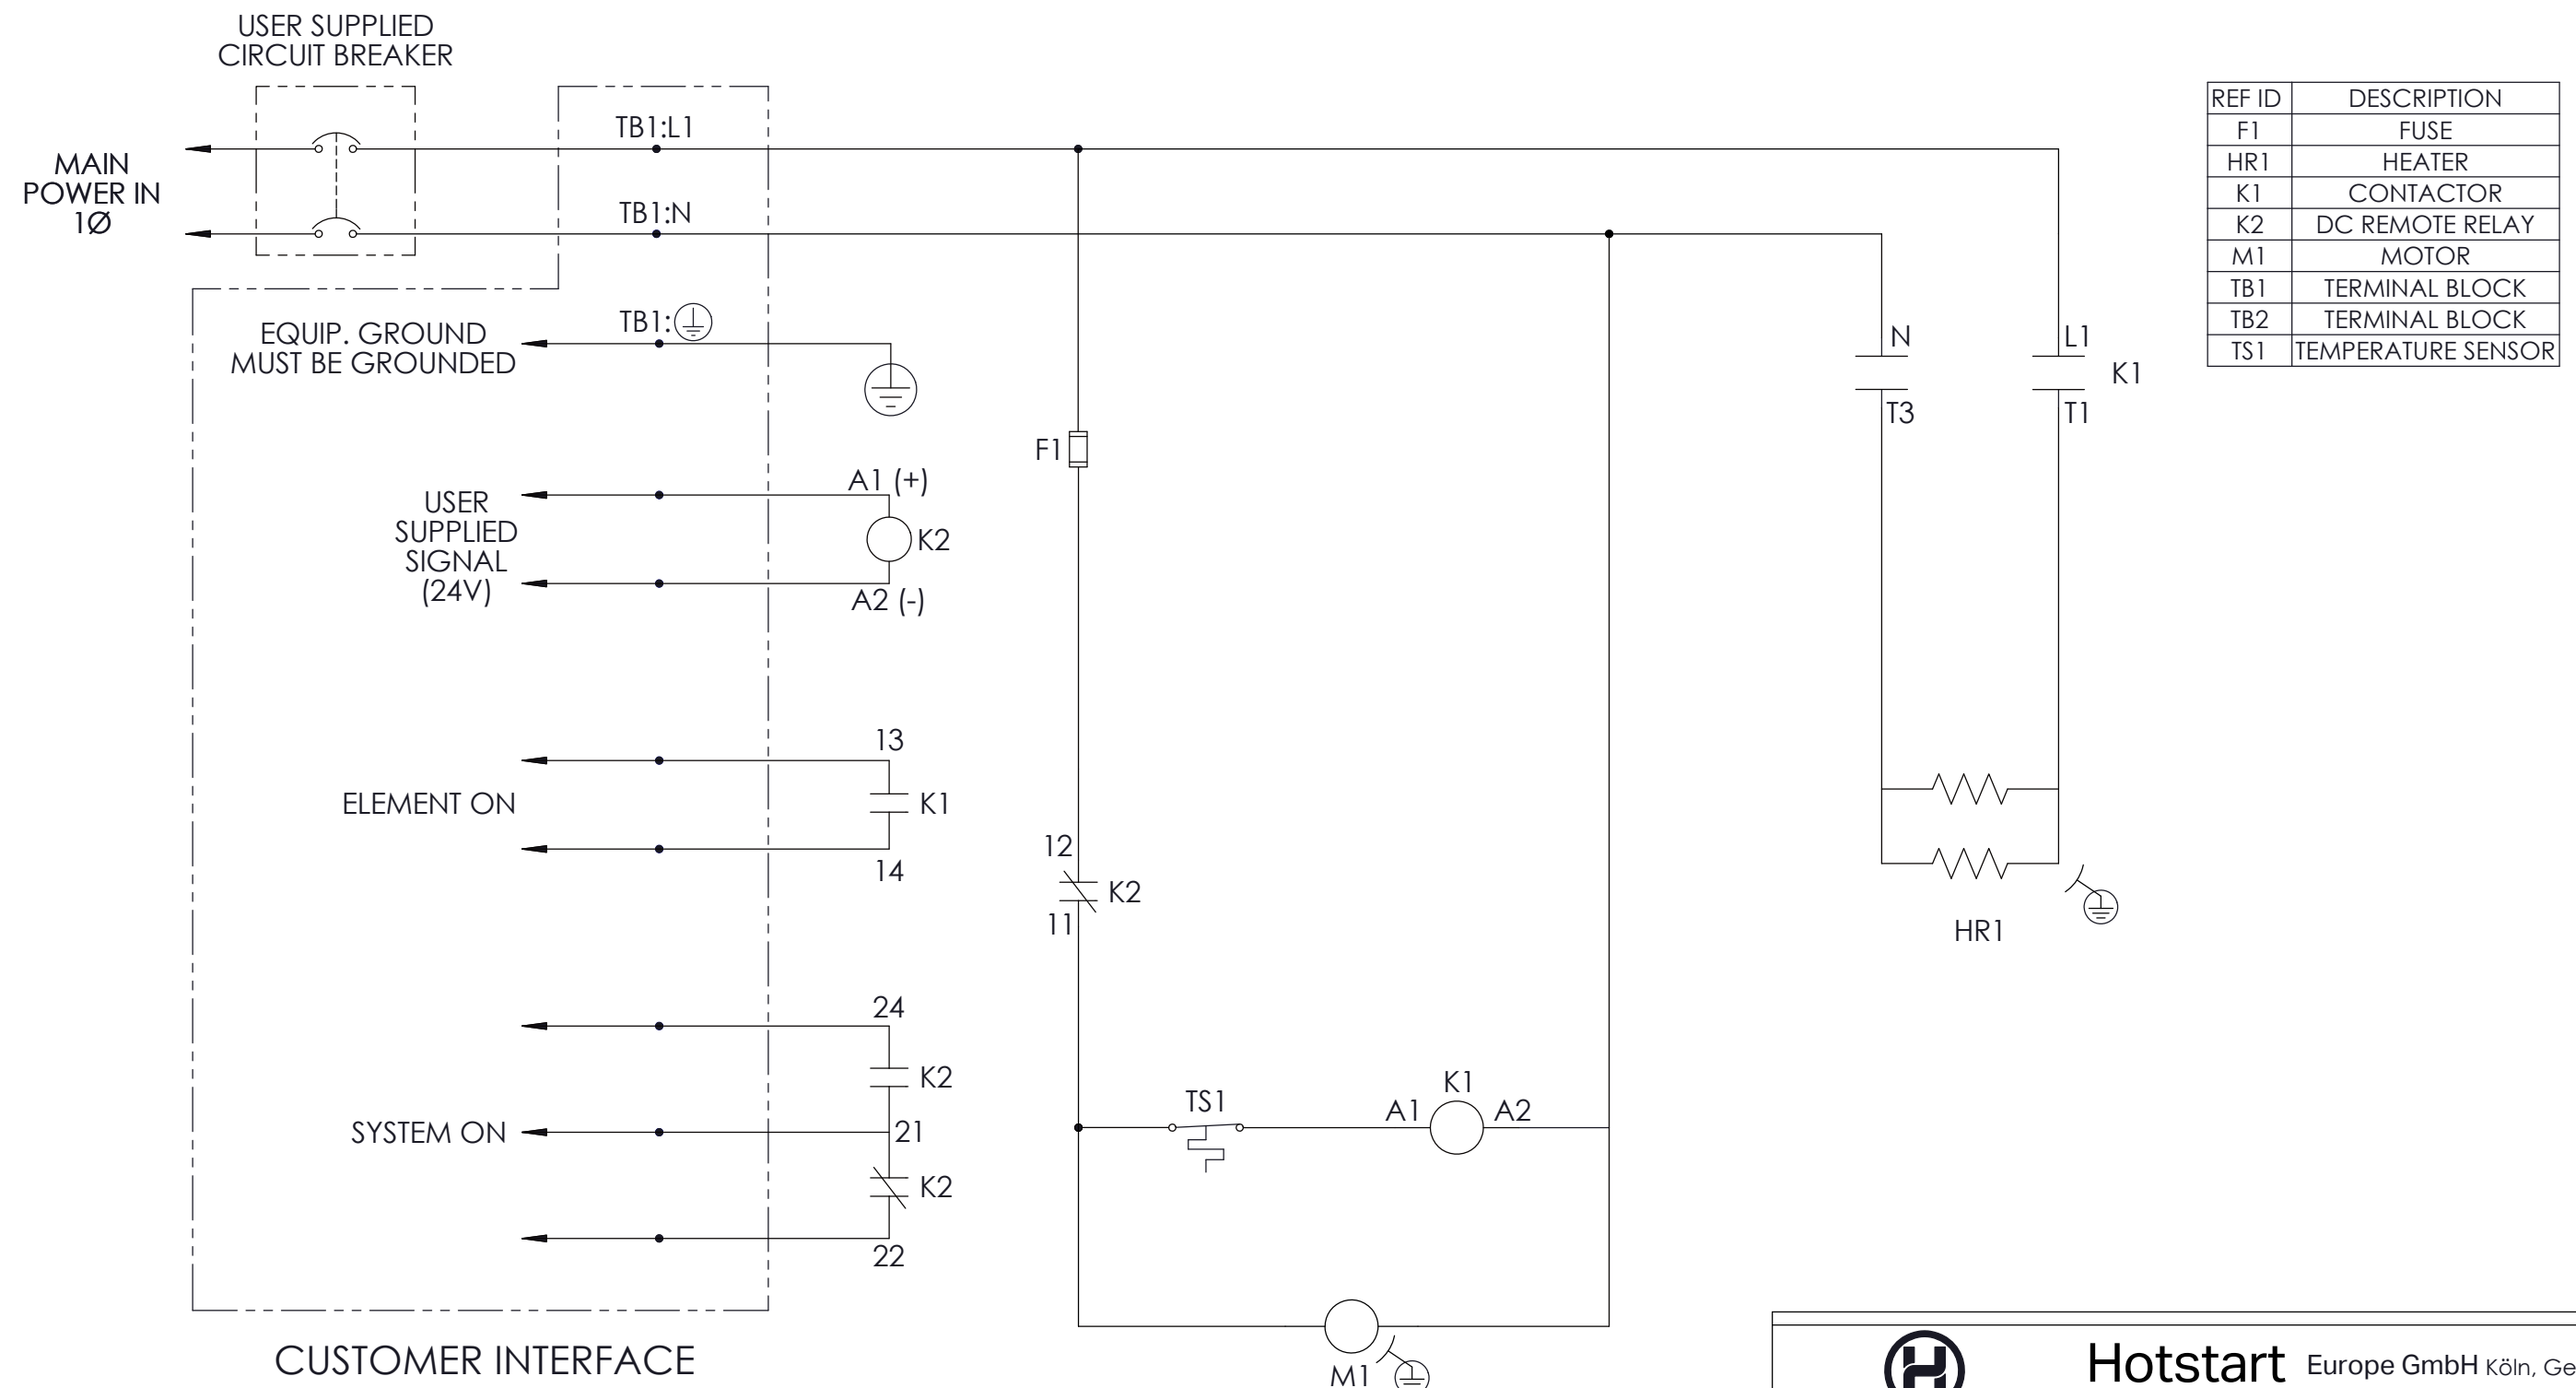 USER SUPPLIED
CIRCUIT BREAKER
MAIN
POWER IN
1Ø
TB1:L1
TB1:N
EQUIP. GROUND
MUST BE GROUNDED
TB1:
USER
SUPPLIED
SIGNAL
(24V)
A1 (+)
K2
A2 (-)
ELEMENT ON
13
K1
14
SYSTEM ON
24
K2
21
K2
22
CUSTOMER INTERFACE
F1
12
K2
11
TS1
A1
K1
A2
M1
N
T3
L1
K1
T1
HR1
REF ID DESCRIPTION
F1 FUSE
HR1 HEATER
K1 CONTACTOR
K2 DC REMOTE RELAY
M1 MOTOR
TB1 TERMINAL BLOCK
TB2 TERMINAL BLOCK
TS1 TEMPERATURE SENSOR
Hotstart Europe GmbH Köln, Ge